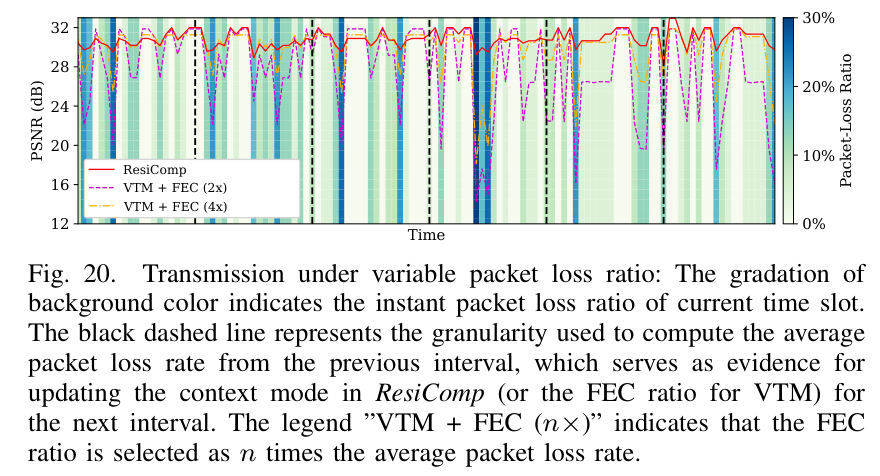 32
28
24
20
16
12
PSNR (dB)
ResiComp
VTM + FEC (2x)
VTM + FEC (4x)
Time
30%
20%
10%
0%
Packet-Loss Ratio
Fig. 20. Transmission under variable packet loss ratio: The gradation of
background color indicates the instant packet loss ratio of current time slot.
The black dashed line represents the granularity used to compute the average
packet loss rate from the previous interval, which serves as evidence for
updating the context mode in ResiComp (or the FEC ratio for VTM) for
the next interval. The legend ”VTM + FEC (n×)” indicates that the FEC
ratio is selected as n times the average packet loss rate.